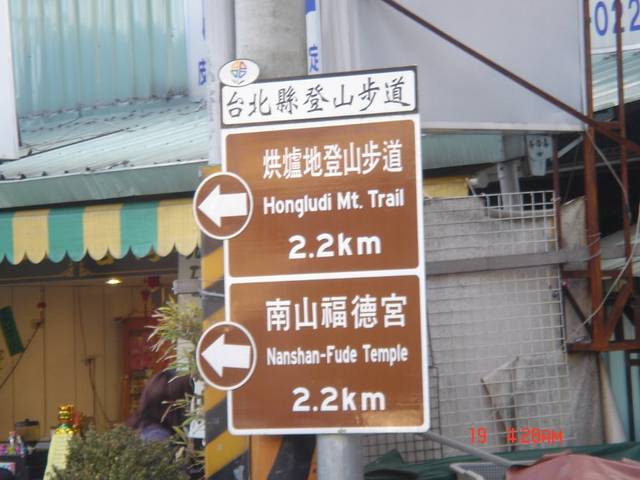 022
台北縣登山步道
烘爐地登山步道
Hongludi Mt. Trail
2.2km
南山福德宮
Nanshan-Fude Temple
2.2km
19 4:26AM